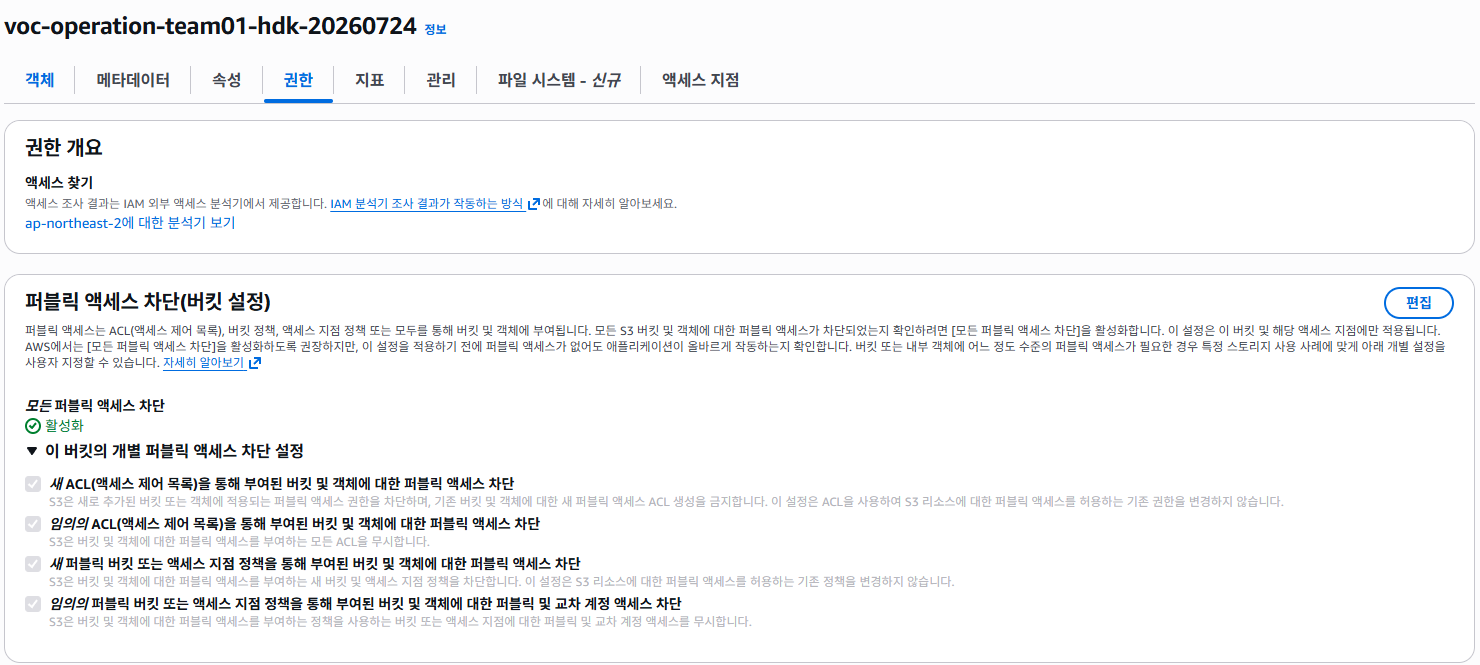 voc-operation-team01-hdk-20260724 정보
객체 메타데이터 속성 권한 지표 관리 파일 시스템 - 신규 액세스 지점
권한 개요
액세스 찾기
액세스 조사 결과는 IAM 외부 액세스 분석기에서 제공합니다. IAM 분석기 조사 결과가 작동하는 방식 에 대해 자세히 알아보세요.
ap-northeast-2에 대한 분석기 보기
퍼블릭 액세스 차단(버킷 설정)
편집
퍼블릭 액세스는 ACL(액세스 제어 목록), 버킷 정책, 액세스 지점 정책 또는 모두를 통해 버킷 및 객체에 부여됩니다. 모든 S3 버킷 및 객체에 대한 퍼블릭 액세스가 차단되었는지 확인하려면 [모든 퍼블릭 액세스 차단]을 활성화합니다. 이 설정은 이 버킷 및 해당 액세스 지점에만 적용됩니다.
AWS에서는 [모든 퍼블릭 액세스 차단]을 활성화하도록 권장하지만, 이 설정을 적용하기 전에 퍼블릭 액세스가 없어도 애플리케이션이 올바르게 작동하는지 확인합니다. 버킷 또는 내부 객체에 어느 정도 수준의 퍼블릭 액세스가 필요한 경우 특정 스토리지 사용 사례에 맞게 아래 개별 설정을
사용자 지정할 수 있습니다. 자세히 알아보기
모든 퍼블릭 액세스 차단
활성화
이 버킷의 개별 퍼블릭 액세스 차단 설정
새 ACL(액세스 제어 목록)을 통해 부여된 버킷 및 객체에 대한 퍼블릭 액세스 차단
S3은 새로 추가된 버킷 또는 객체에 적용되는 퍼블릭 액세스 권한을 차단하며, 기존 버킷 및 객체에 대한 새 퍼블릭 액세스 ACL 생성을 금지합니다. 이 설정은 ACL을 사용하여 S3 리소스에 대한 퍼블릭 액세스를 허용하는 기존 권한을 변경하지 않습니다.
임의의 ACL(액세스 제어 목록)을 통해 부여된 버킷 및 객체에 대한 퍼블릭 액세스 차단
S3은 버킷 및 객체에 대한 퍼블릭 액세스를 부여하는 모든 ACL을 무시합니다.
새 퍼블릭 버킷 또는 액세스 지점 정책을 통해 부여된 버킷 및 객체에 대한 퍼블릭 액세스 차단
S3은 버킷 및 객체에 대한 퍼블릭 액세스를 부여하는 새 버킷 및 액세스 지점 정책을 차단합니다. 이 설정은 S3 리소스에 대한 퍼블릭 액세스를 허용하는 기존 정책을 변경하지 않습니다.
임의의 퍼블릭 버킷 또는 액세스 지점 정책을 통해 부여된 버킷 및 객체에 대한 퍼블릭 및 교차 계정 액세스 차단
S3은 버킷 및 객체에 대한 퍼블릭 액세스를 부여하는 정책을 사용하는 버킷 또는 액세스 지점에 대한 퍼블릭 및 교차 계정 액세스를 무시합니다.